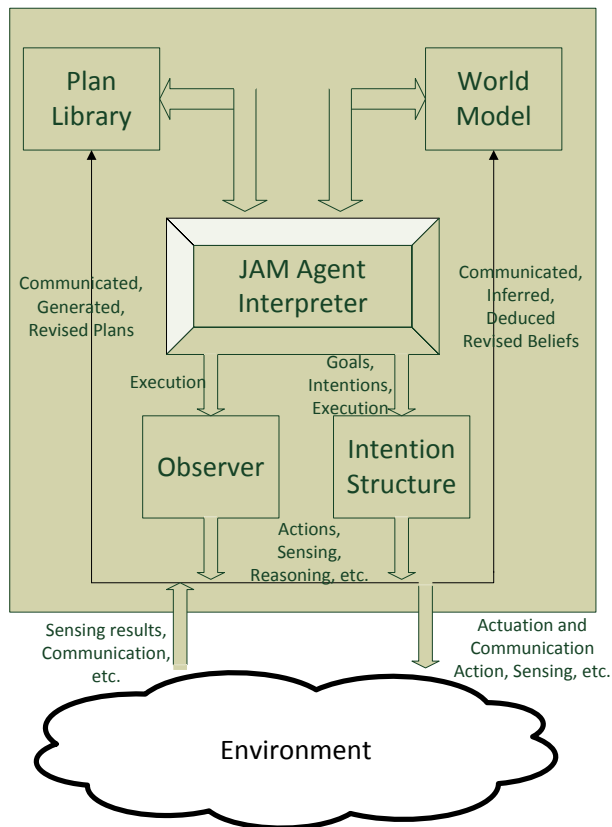 Plan
Library
World
Model
JAM Agent
Interpreter
Communicated,
Generated,
Revised Plans
Communicated,
Inferred,
Deduced
Revised Beliefs
Execution
Goals,
Intentions,
Execution
Observer
Intention
Structure
Actions,
Sensing,
Reasoning, etc.
Sensing results,
Communication,
etc.
Actuation and
Communication
Action, Sensing, etc.
Environment